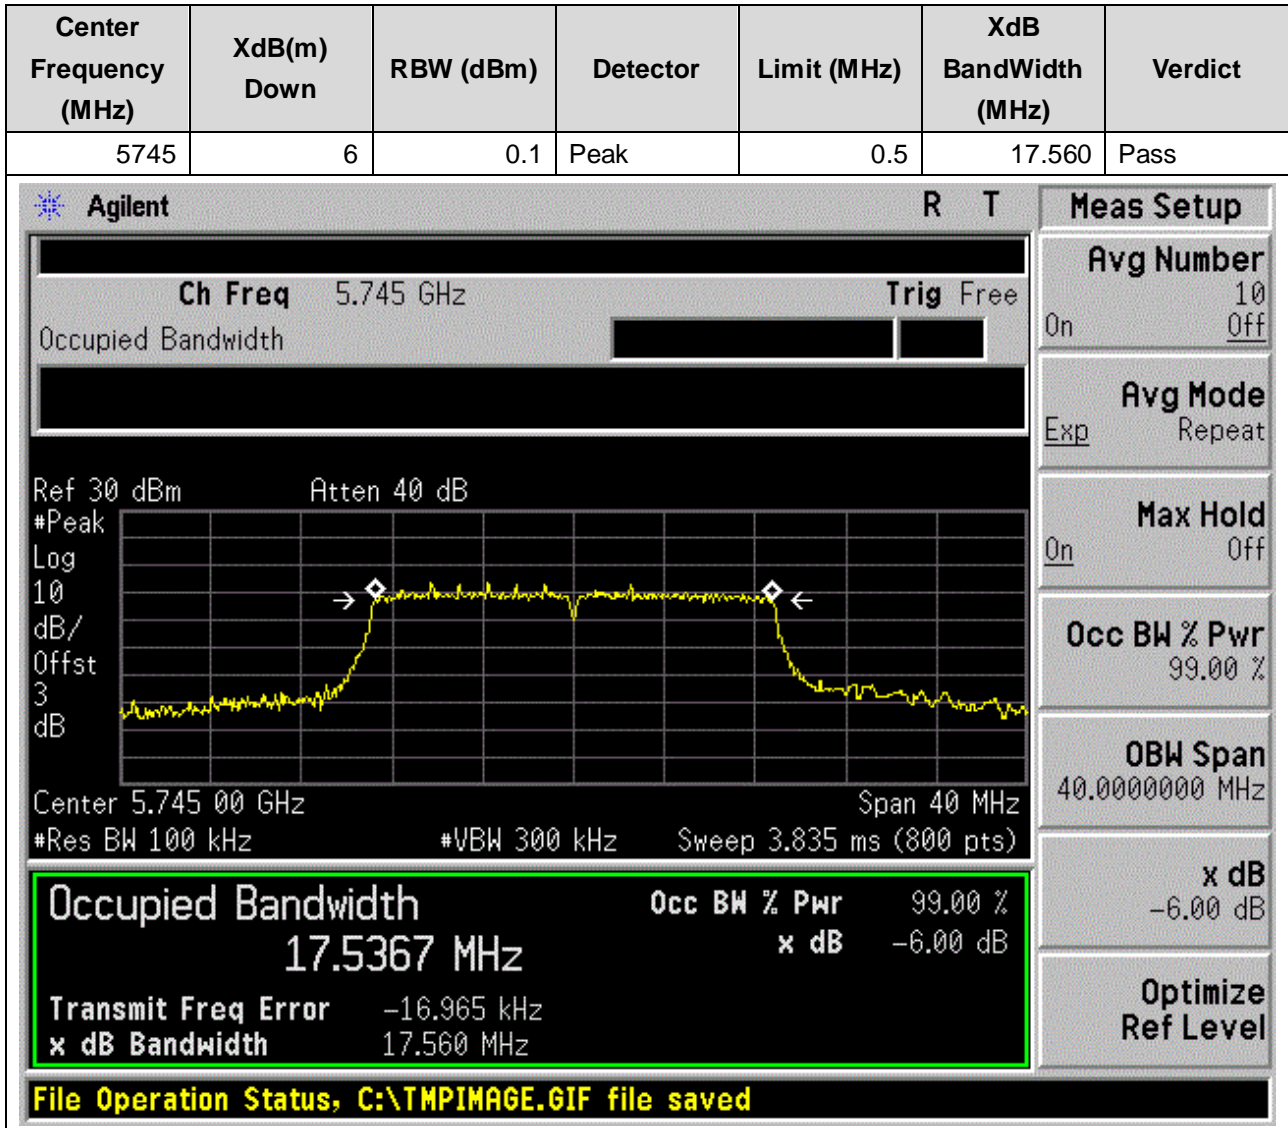 Center Frequency (MHz) XdB(m) Down RBW (dBm) Detector Limit (MHz) XdB BandWidth (MHz) Verdict
5745 6 0.1 Peak 0.5 17.560 Pass
Agilent R T
Ch Freq 5.745 GHz Trig Free
Occupied Bandwidth
Ref 30 dBm Atten 40 dB
#Peak
Log
10
dB/
Offst
3
dB
Center 5.745 00 GHz Span 40 MHz
#Res BW 100 kHz #VBW 300 kHz Sweep 3.835 ms (800 pts)
Occupied Bandwidth Occ BW % Pwr 99.00 %
17.5367 MHz x dB -6.00 dB
Transmit Freq Error -16.965 kHz
x dB Bandwidth 17.560 MHz
File Operation Status, C:\TMPIMAGE.GIF file saved
Meas Setup
Avg Number
10
On Off
Avg Mode
Exp Repeat
Max Hold
On Off
Occ BW % Pwr
99.00 %
OBW Span
40.0000000 MHz
x dB
-6.00 dB
Optimize
Ref Level